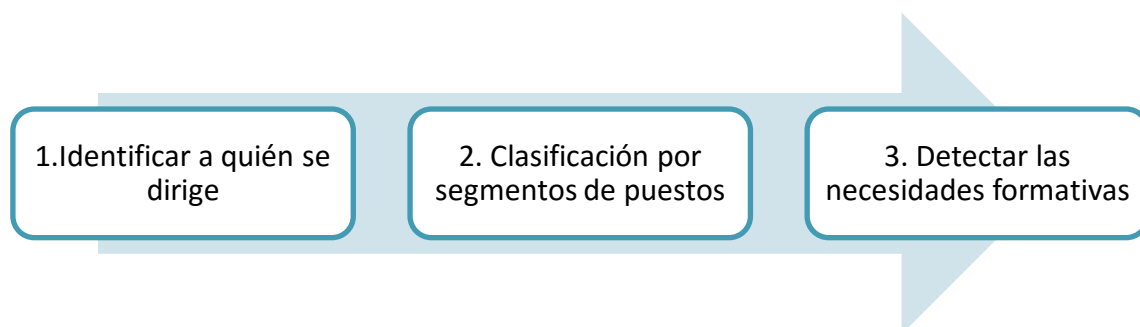 1.Identificar a quién se
dirige
2. Clasificación por
segmentos de puestos
3. Detectar las
necesidades formativas